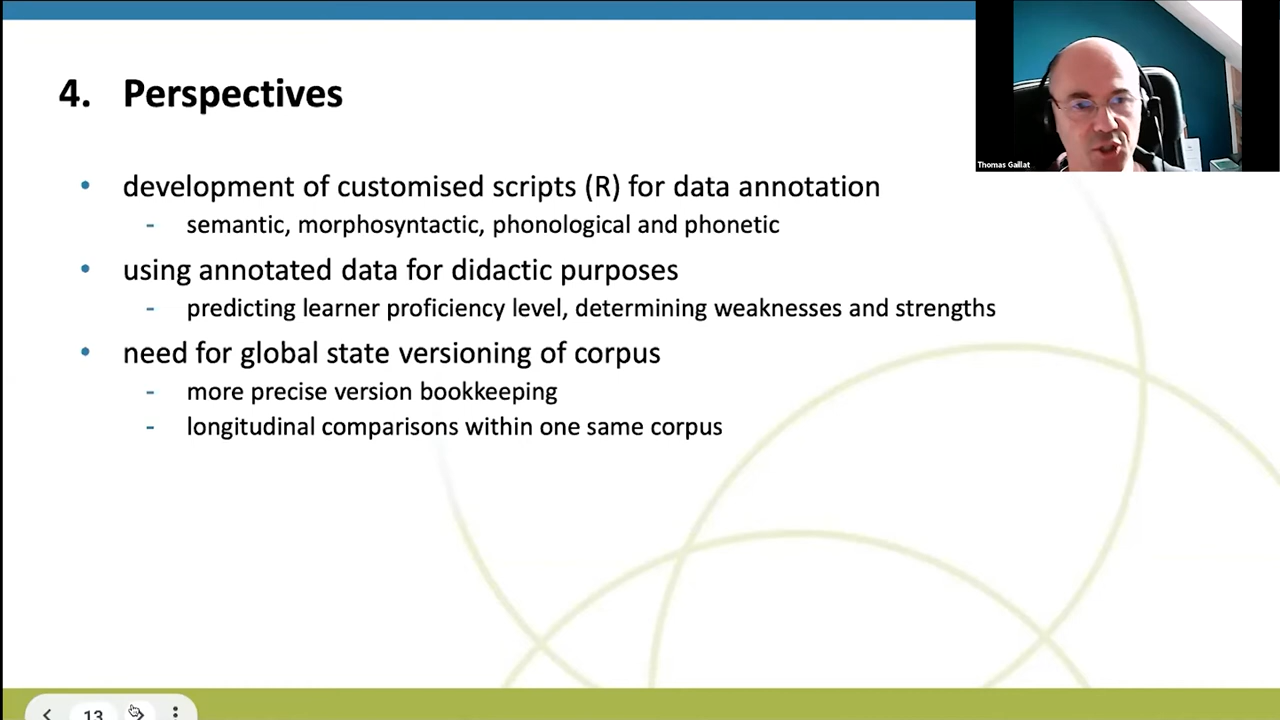 4. Perspectives
• development of customised scripts (R) for data annotation
- semantic, morphosyntactic, phonological and phonetic
• using annotated data for didactic purposes
- predicting learner proficiency level, determining weaknesses and strengths
• need for global state versioning of corpus
- more precise version bookkeeping
- longitudinal comparisons within one same corpus
Thomas Gaillat
13